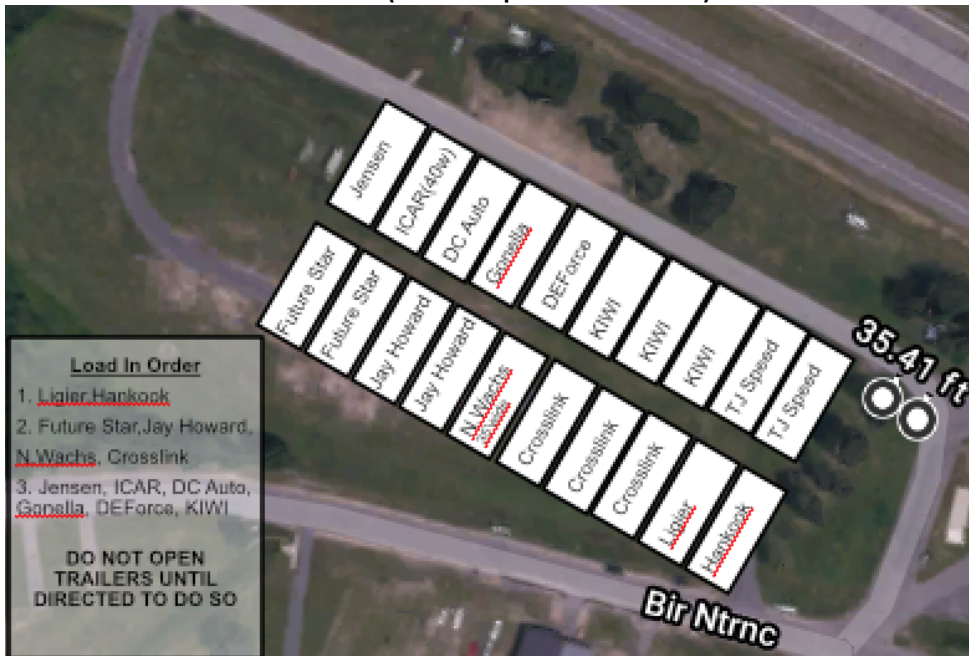 Jensen
ICAR(40w)
DC Auto
Gonella
DEForce
KIWI
KIWI
KIWI
TJ Speed
TJ Speed
Future Star
Future Star
Jay Howard
Jay Howard
N.Wachs
Crosslink
Crosslink
Crosslink
Ligier
Hankook
35.41 ft
Bir Ntrnc
Load In Order
1. Ligier,Hankook
2. Future Star,Jay Howard,
N.Wachs, Crosslink
3. Jensen, ICAR, DC Auto,
Gonella, DEForce, KIWI
DO NOT OPEN
TRAILERS UNTIL
DIRECTED TO DO SO